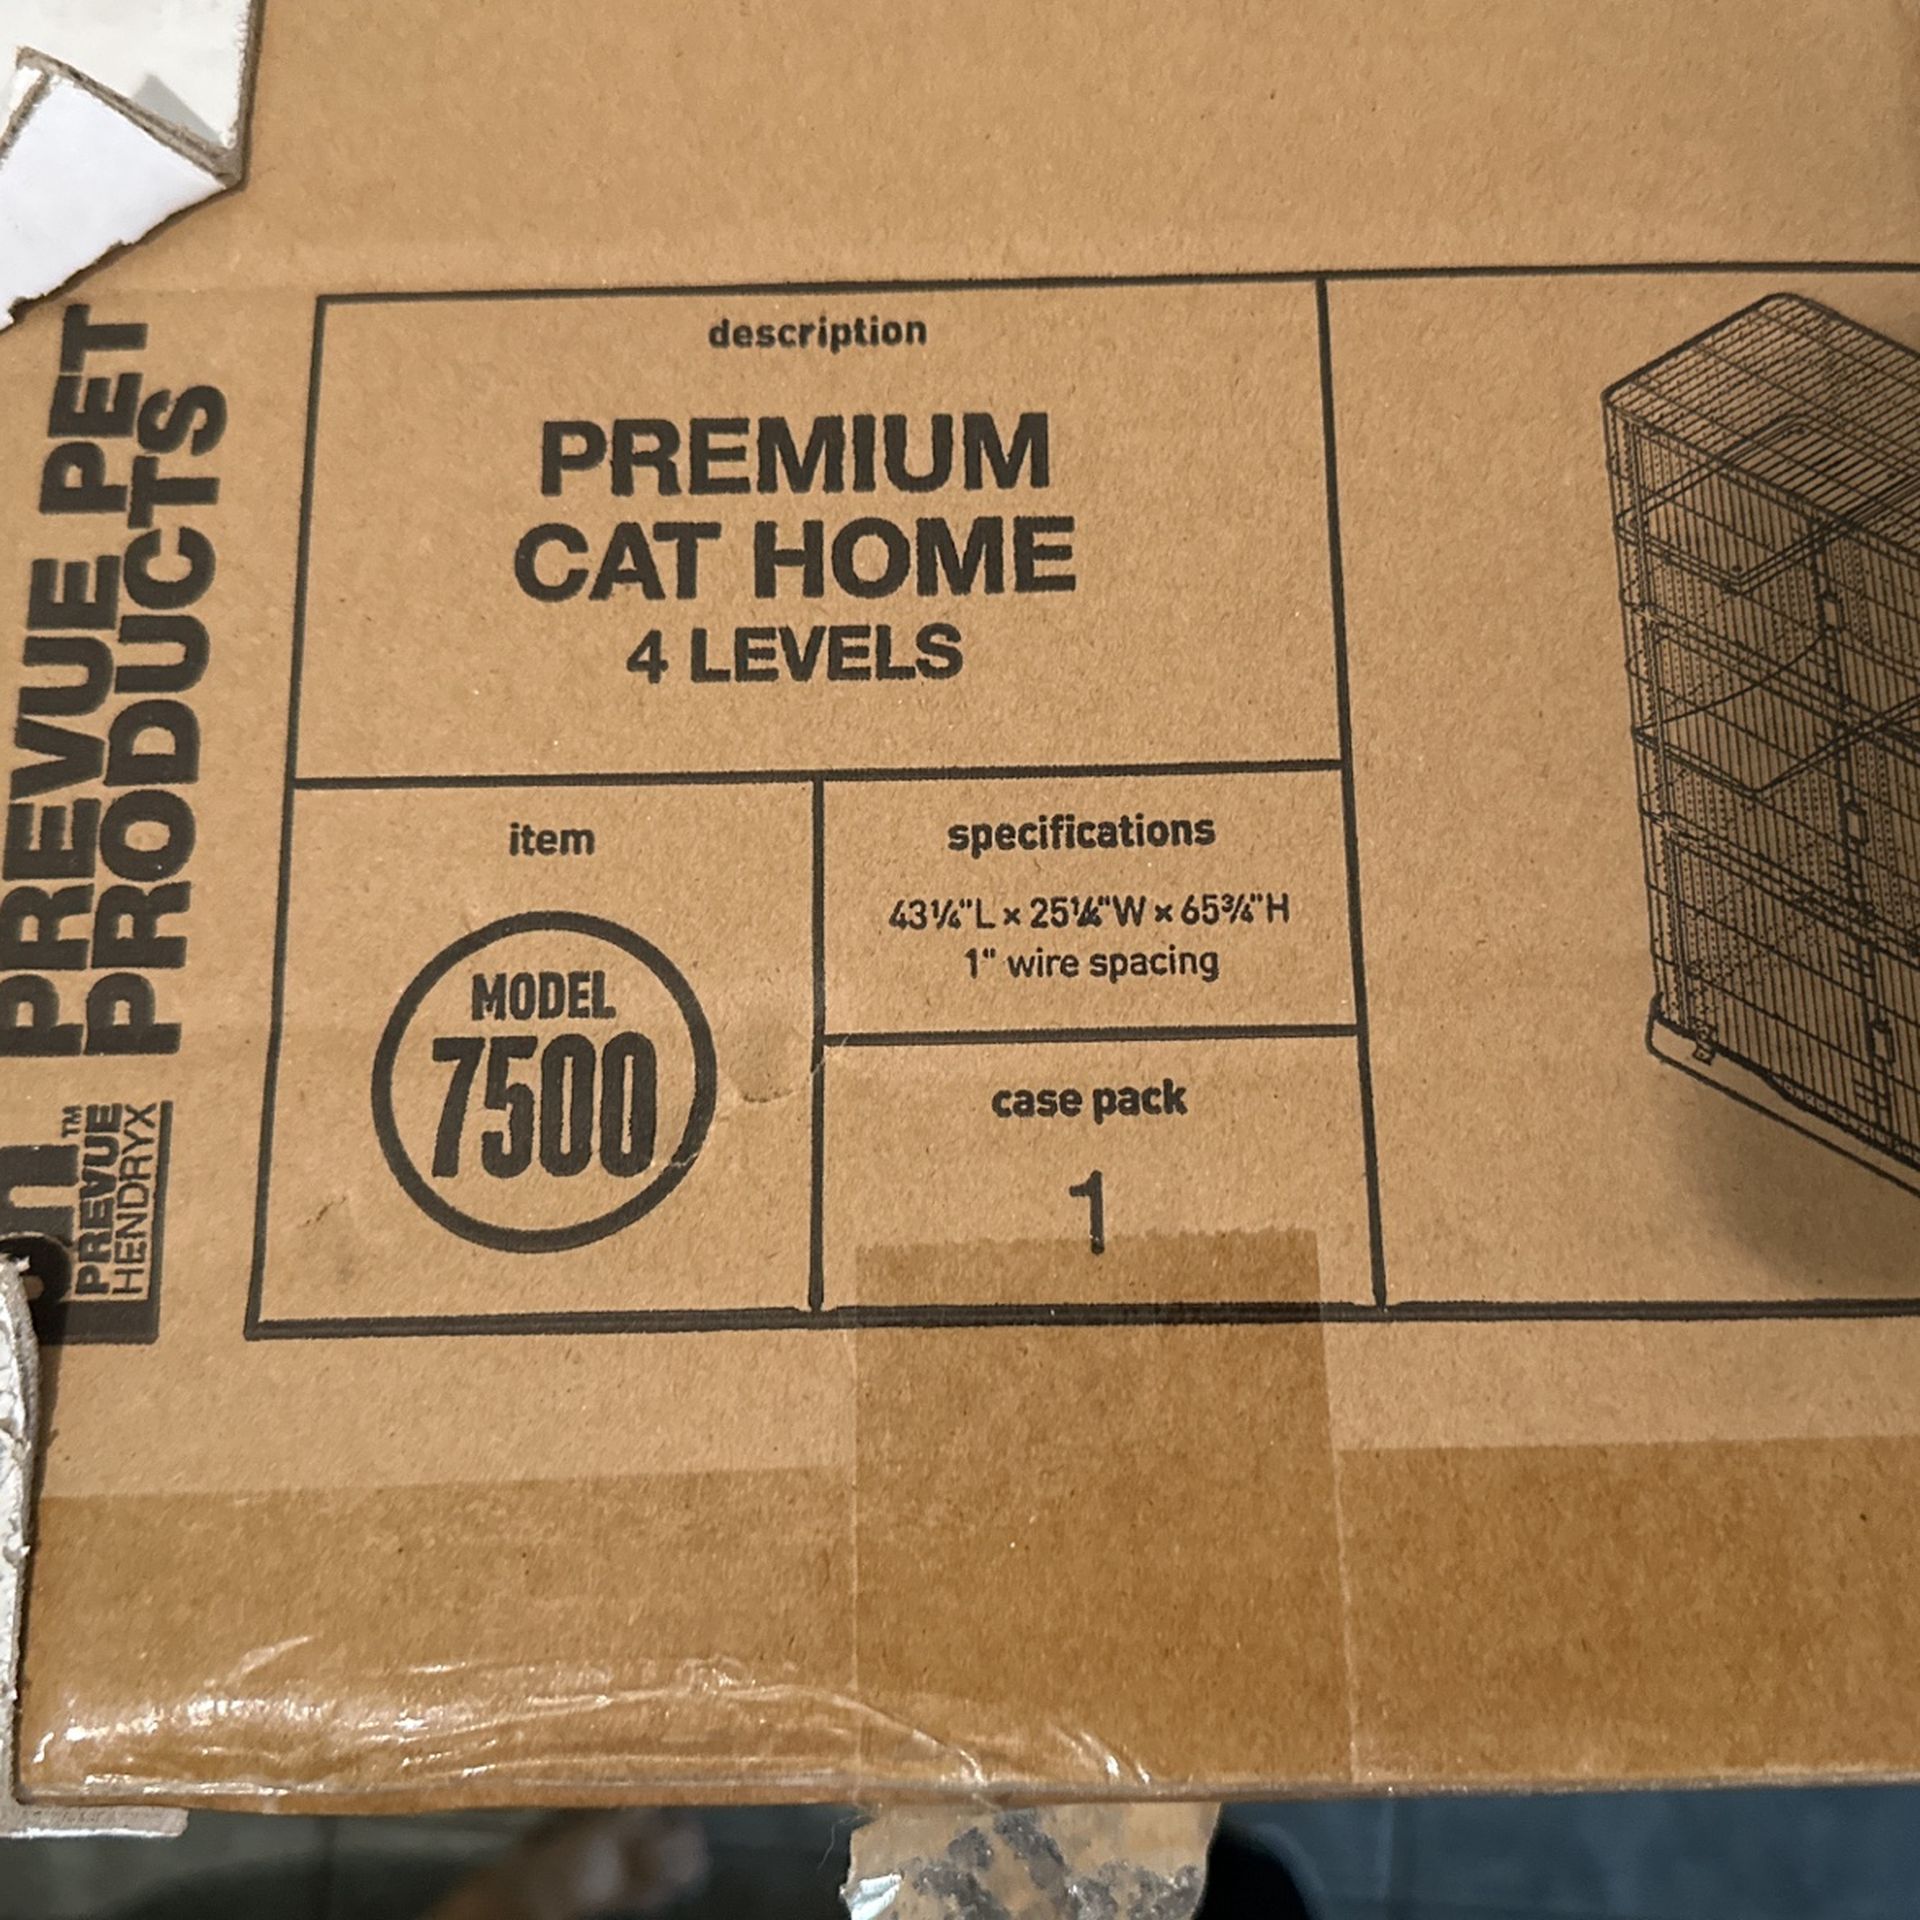 PREVUE PET
PRODUCTS
™
PREVUE
HENDRYX
description
PREMIUM
CAT HOME
4 LEVELS
item
MODEL
7500
specifications
43¼"L x 25¼"W x 65¾"H
1" wire spacing
case pack
1